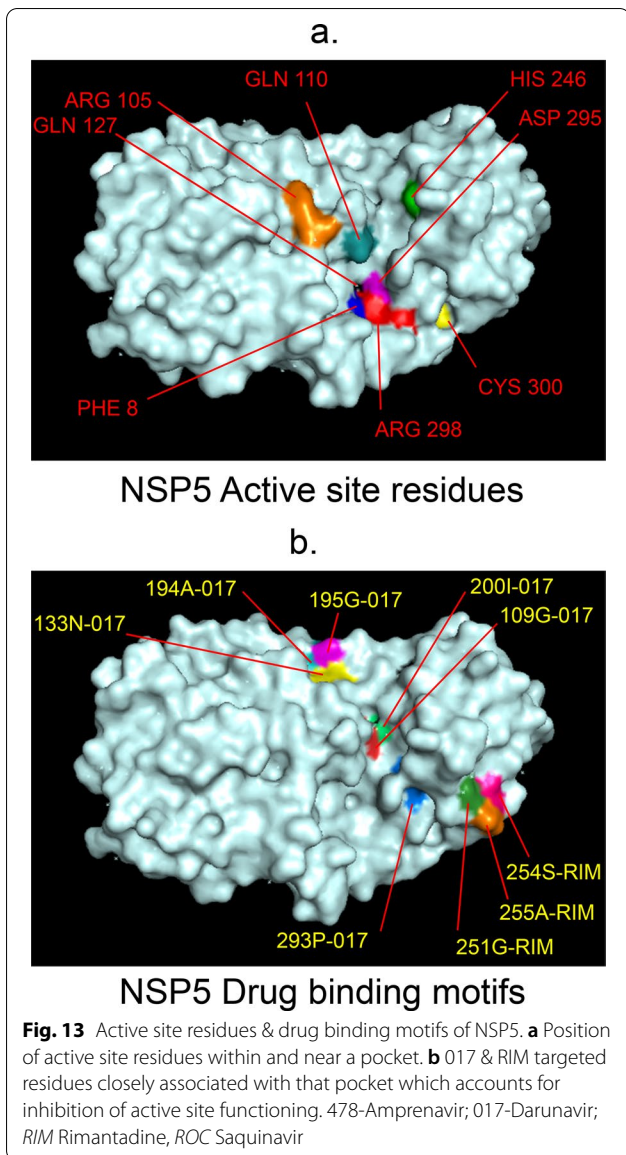 a.
GLN 110
HIS 246
ARG 105
ASP 295
GLN 127
PHE 8
CYS 300
ARG 298
NSP5 Active site residues
b.
194A-017
200I-017
195G-017
109G-017
133N-017
254S-RIM
255A-RIM
293P-017
251G-RIM
NSP5 Drug binding motifs
Fig. 13 Active site residues & drug binding motifs of NSP5. a Position
of active site residues within and near a pocket. b 017 & RIM targeted
residues closely associated with that pocket which accounts for
inhibition of active site functioning. 478-Amprenavir; 017-Darunavir;
RIM Rimantadine, ROC Saquinavir